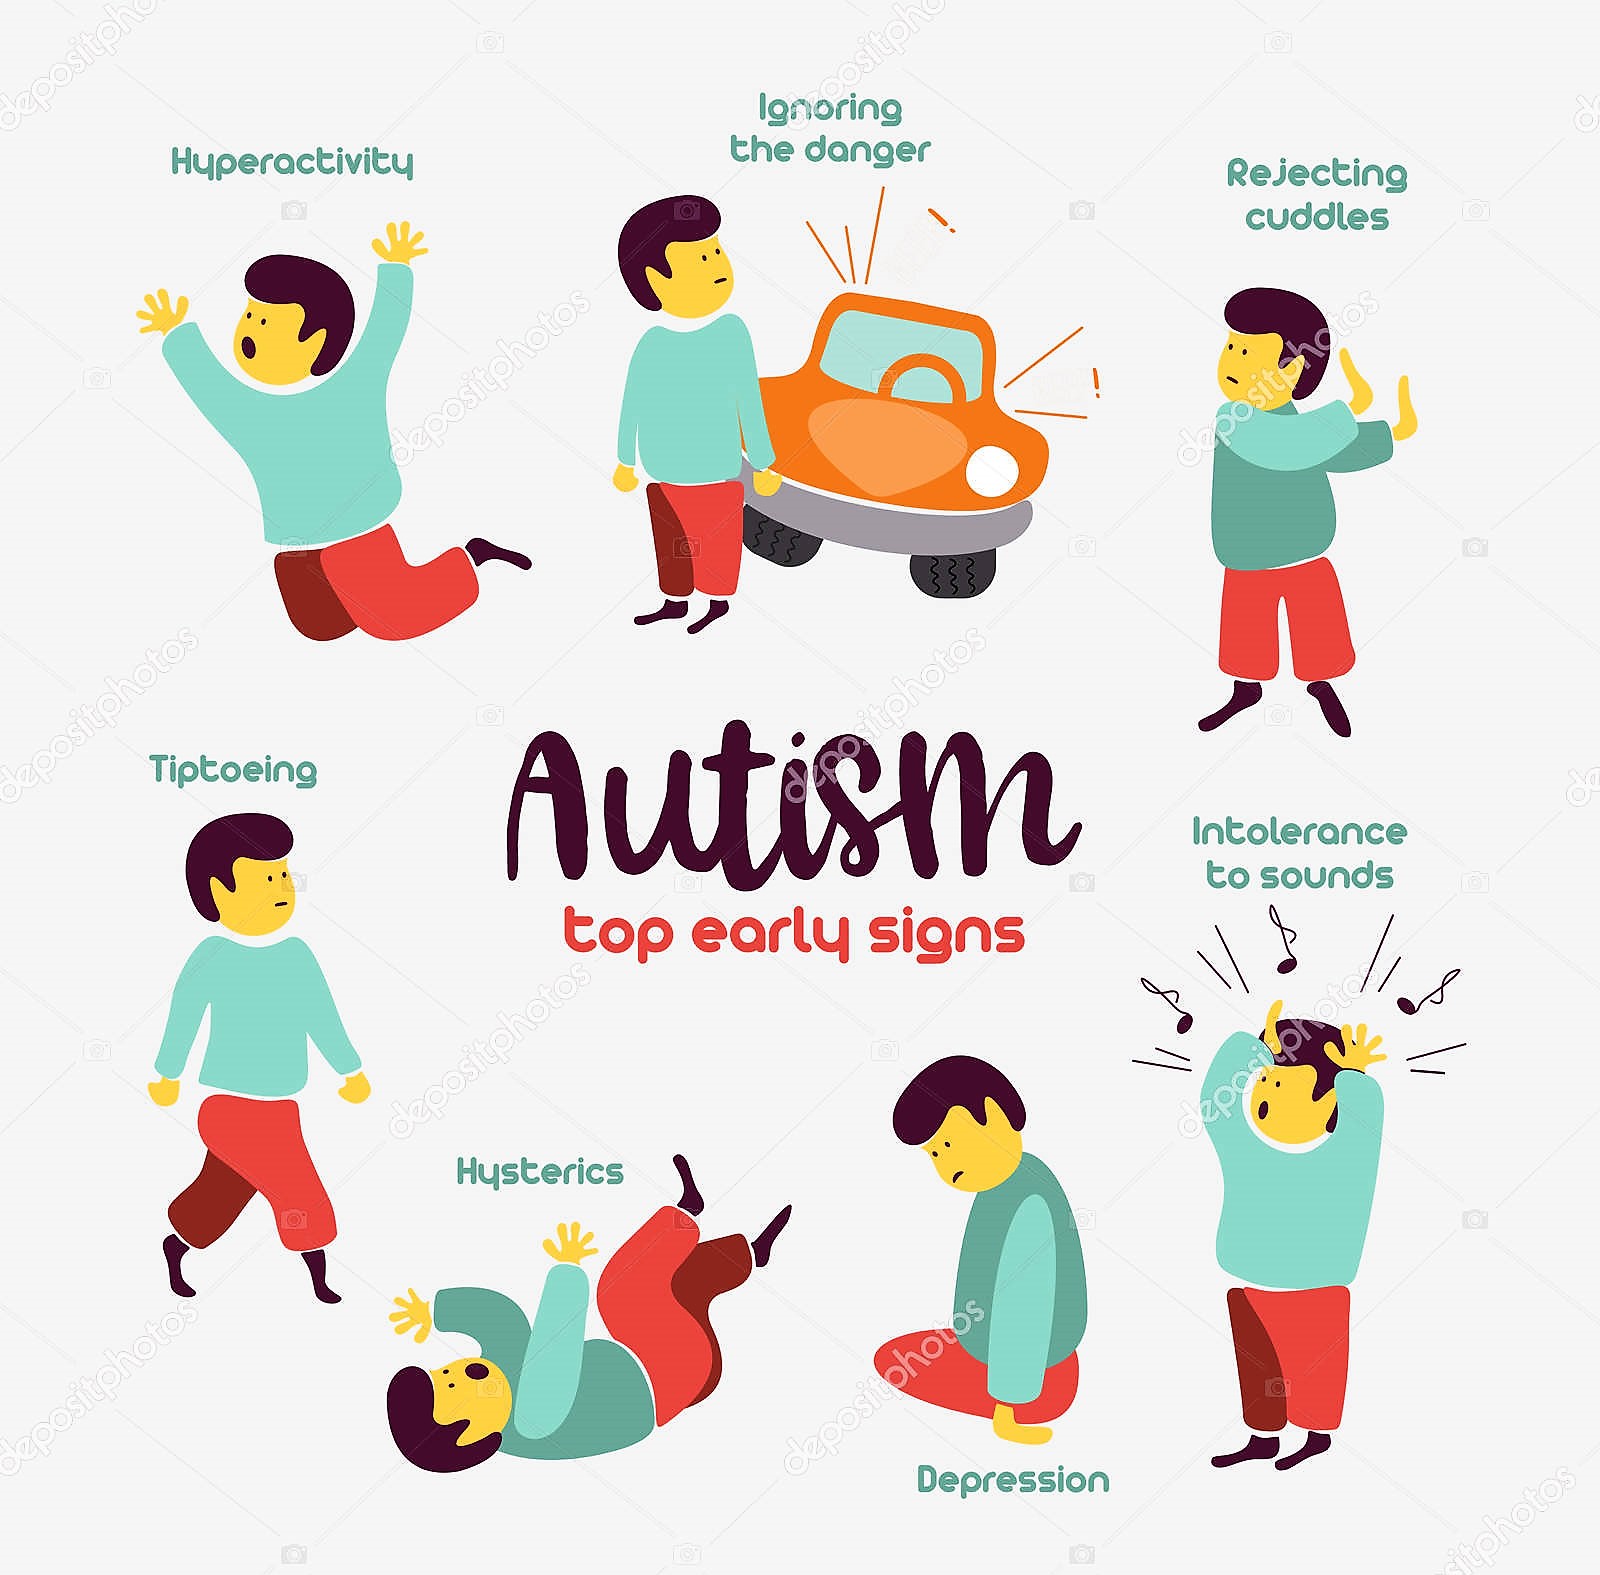 Ignoring
the danger
Hyperactivity
Rejecting
cuddles
Autism
top early signs
Tiptoeing
Intolerance
to sounds
Hysterics
Depression
depositphotos